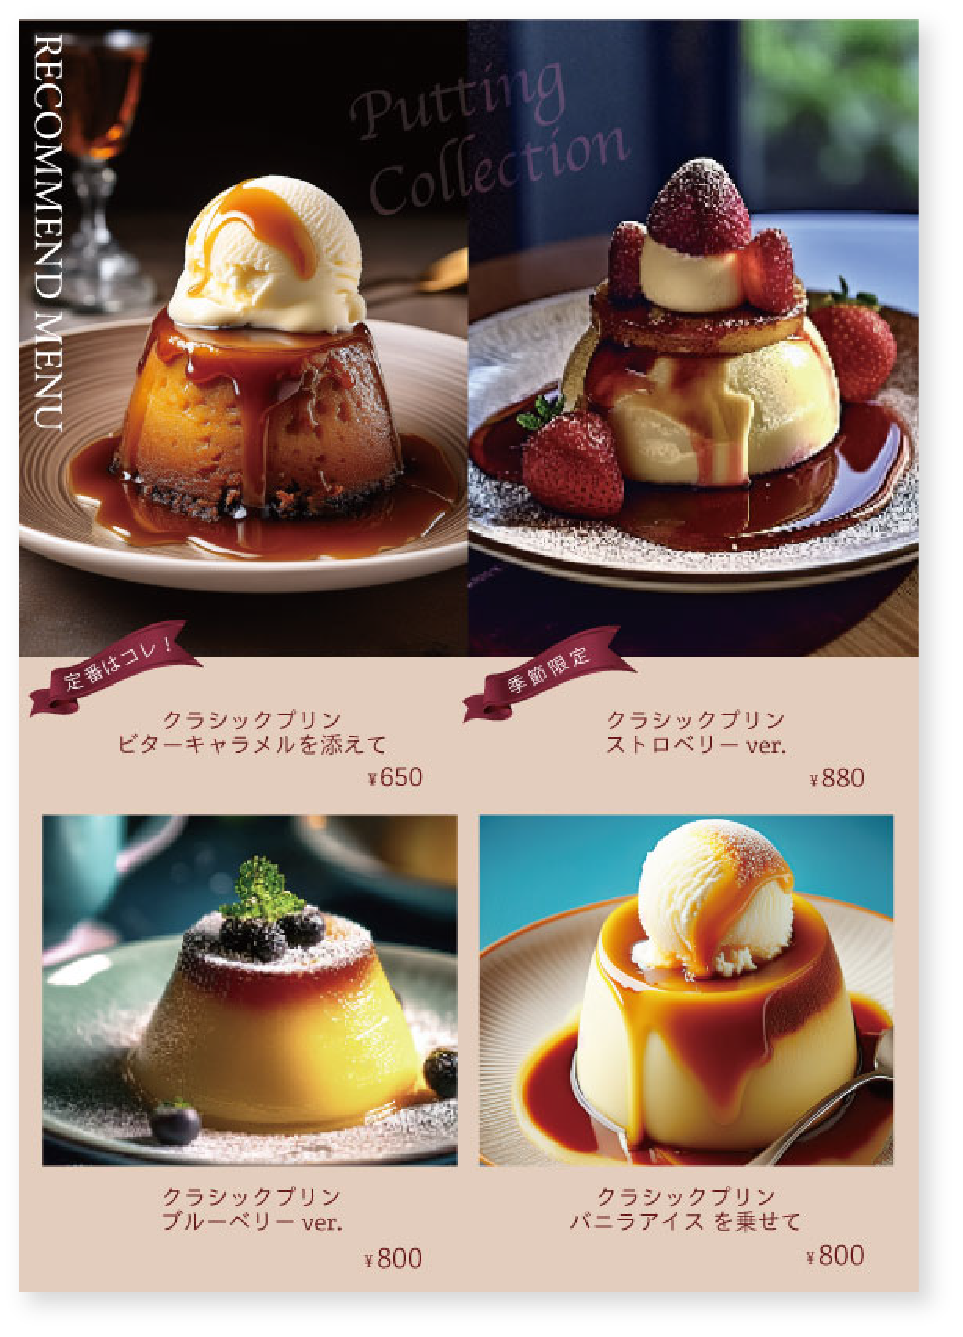 RECOMMEND MENU
Putting
Collection
定番はコレ！
季節限定
クラシックプリン
ビターキャラメルを添えて
¥650
クラシックプリン
ストロベリー ver.
¥880
クラシックプリン
ブルーベリー ver.
¥800
クラシックプリン
バニラアイス を乗せて
¥800